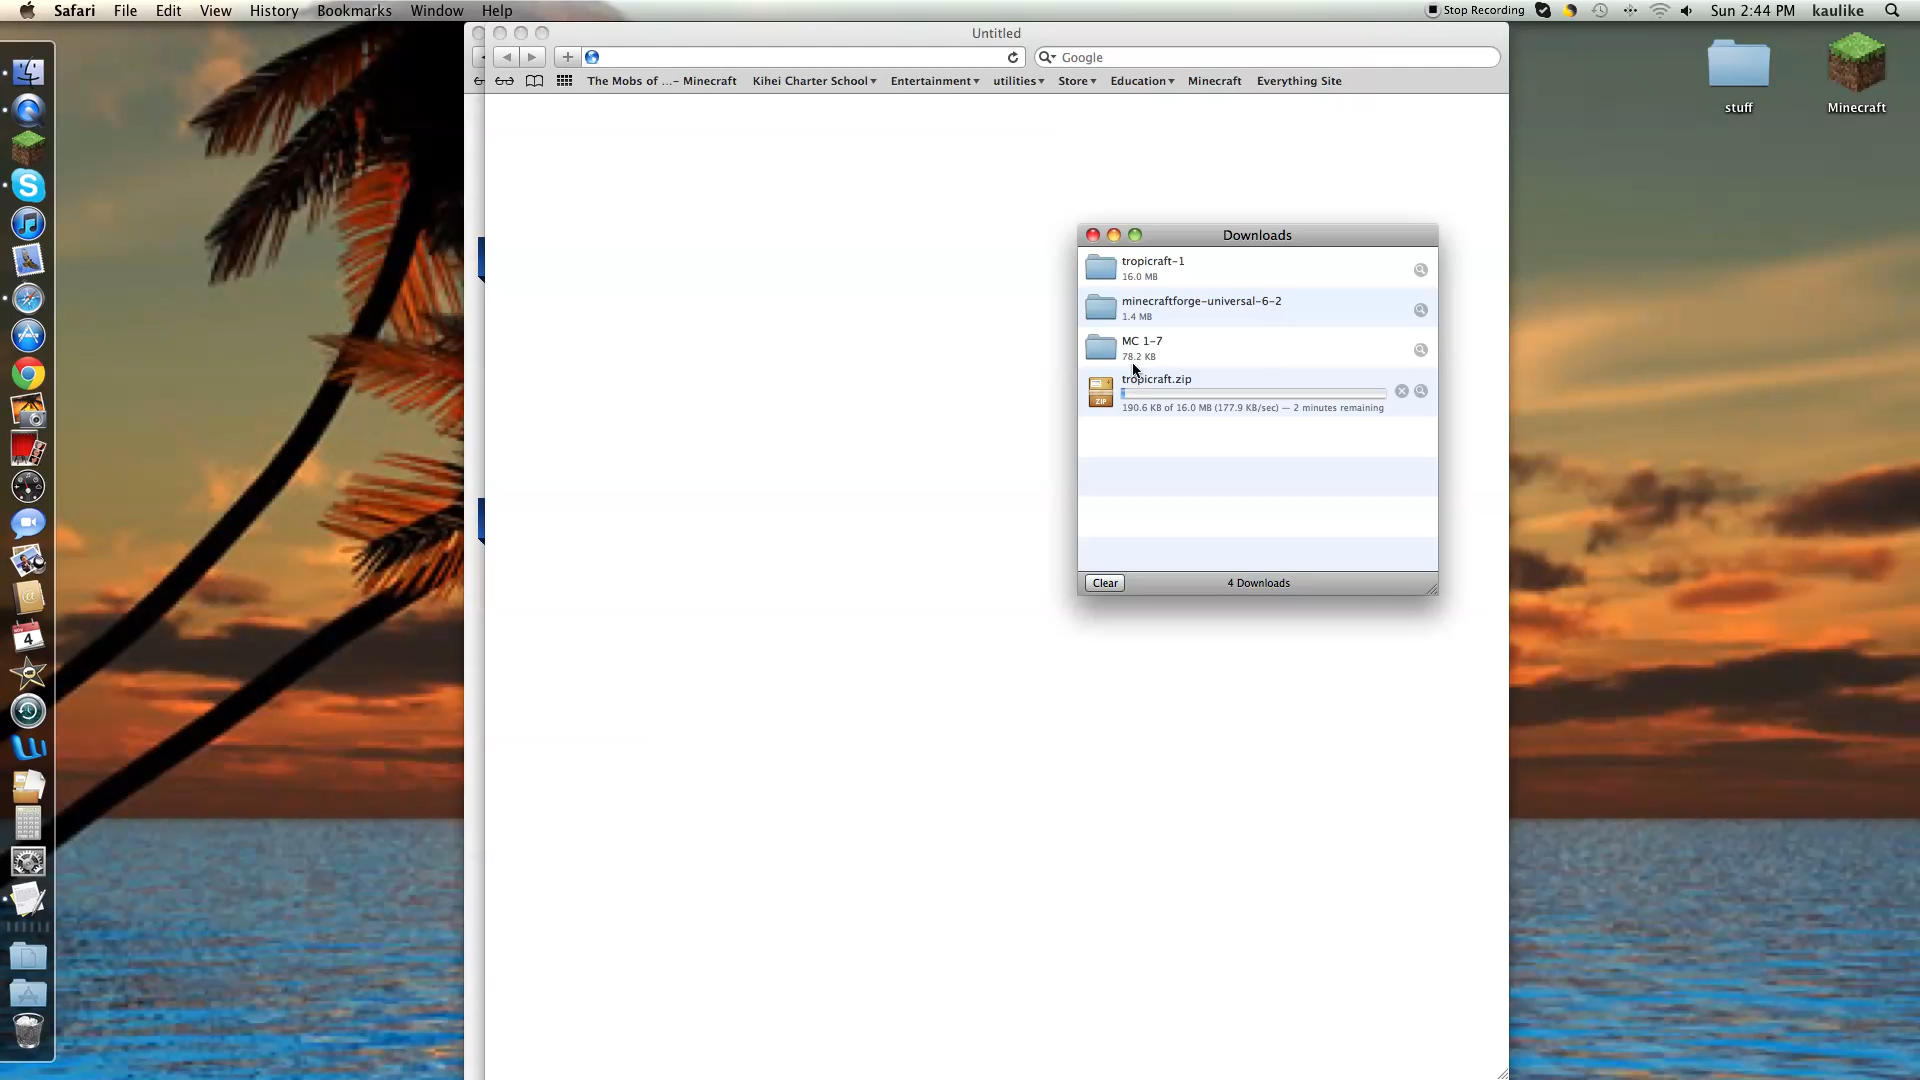 Safari File Edit View History Bookmarks Window Help
Stop Recording Sun 2:44 PM kaulike
Untitled
Google
The Mobs of ...– Minecraft Kihei Charter School Entertainment utilities Store Education Minecraft Everything Site
stuff
Minecraft
Downloads
tropicraft-1
16.0 MB
minecraftforge-universal-6-2
1.4 MB
MC 1-7
78.2 KB
tropicraft.zip
ZIP
190.6 KB of 16.0 MB (177.9 KB/sec) — 2 minutes remaining
Clear 4 Downloads
NOV
4